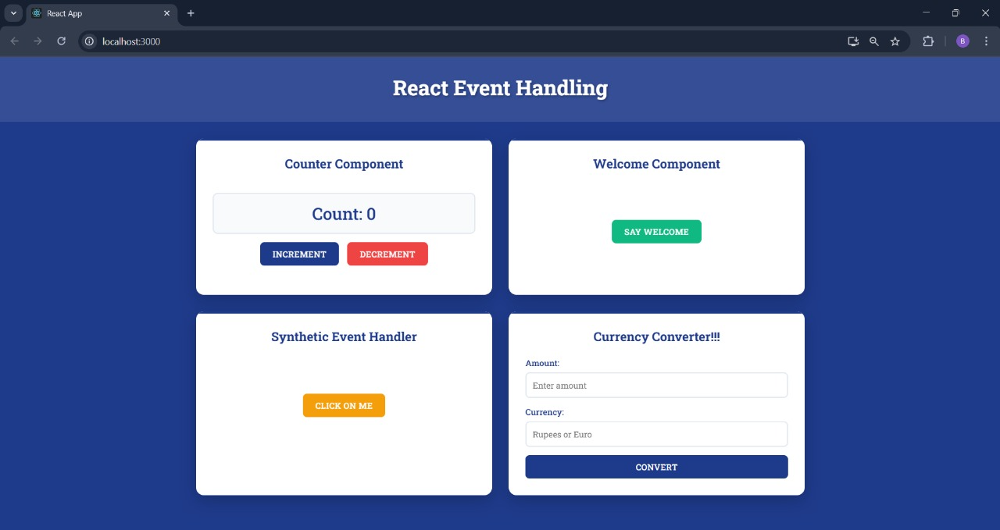 React App
localhost:3000
B
React Event Handling
Counter Component
Count: 0
INCREMENT
DECREMENT
Welcome Component
SAY WELCOME
Synthetic Event Handler
CLICK ON ME
Currency Converter!!!
Amount:
Enter amount
Currency:
Rupees or Euro
CONVERT